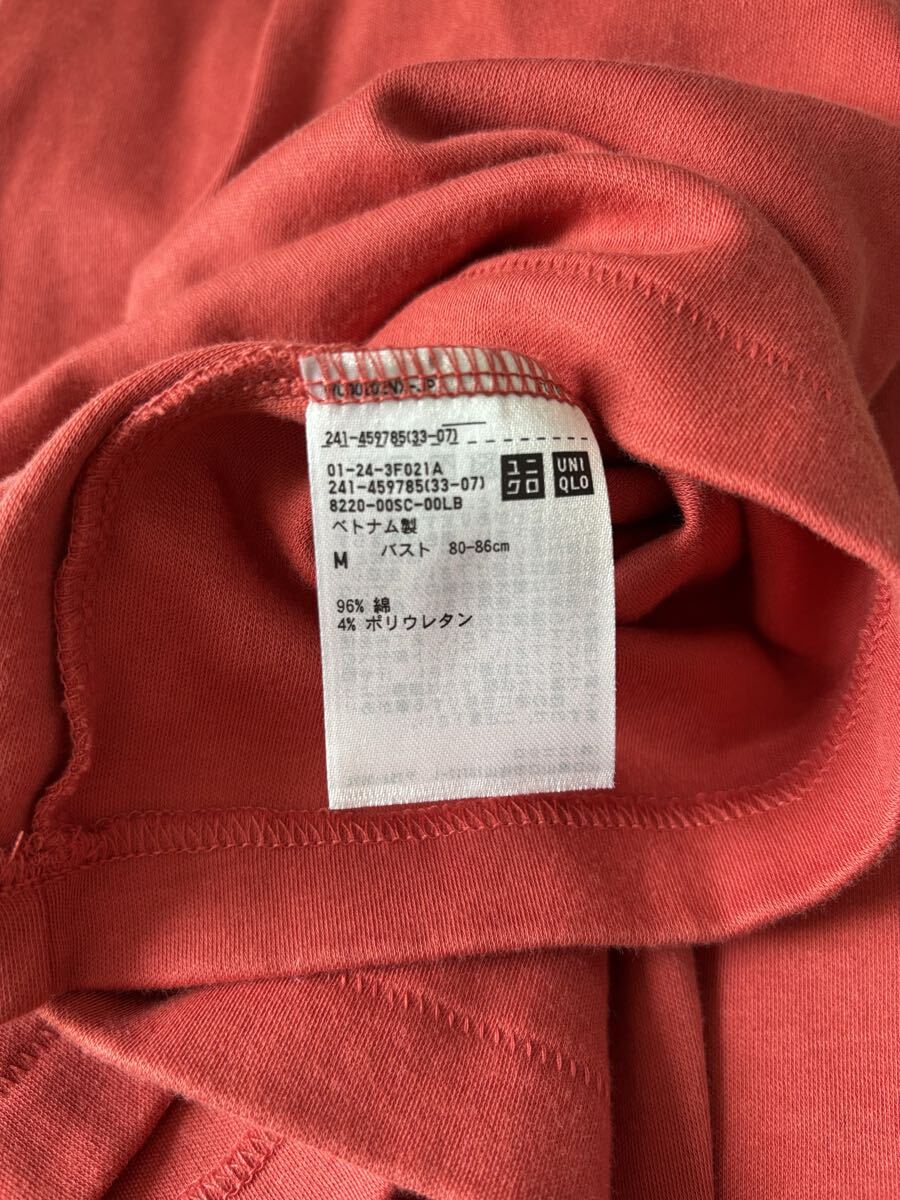 241-459785(33-07)
01-24-3F021A
241-459785(33-07)
8220-00SC-00LB
ベトナム製
M バスト 80-86cm
96% 綿
4% ポリウレタン
ユニ
クロ
UNI
QLO